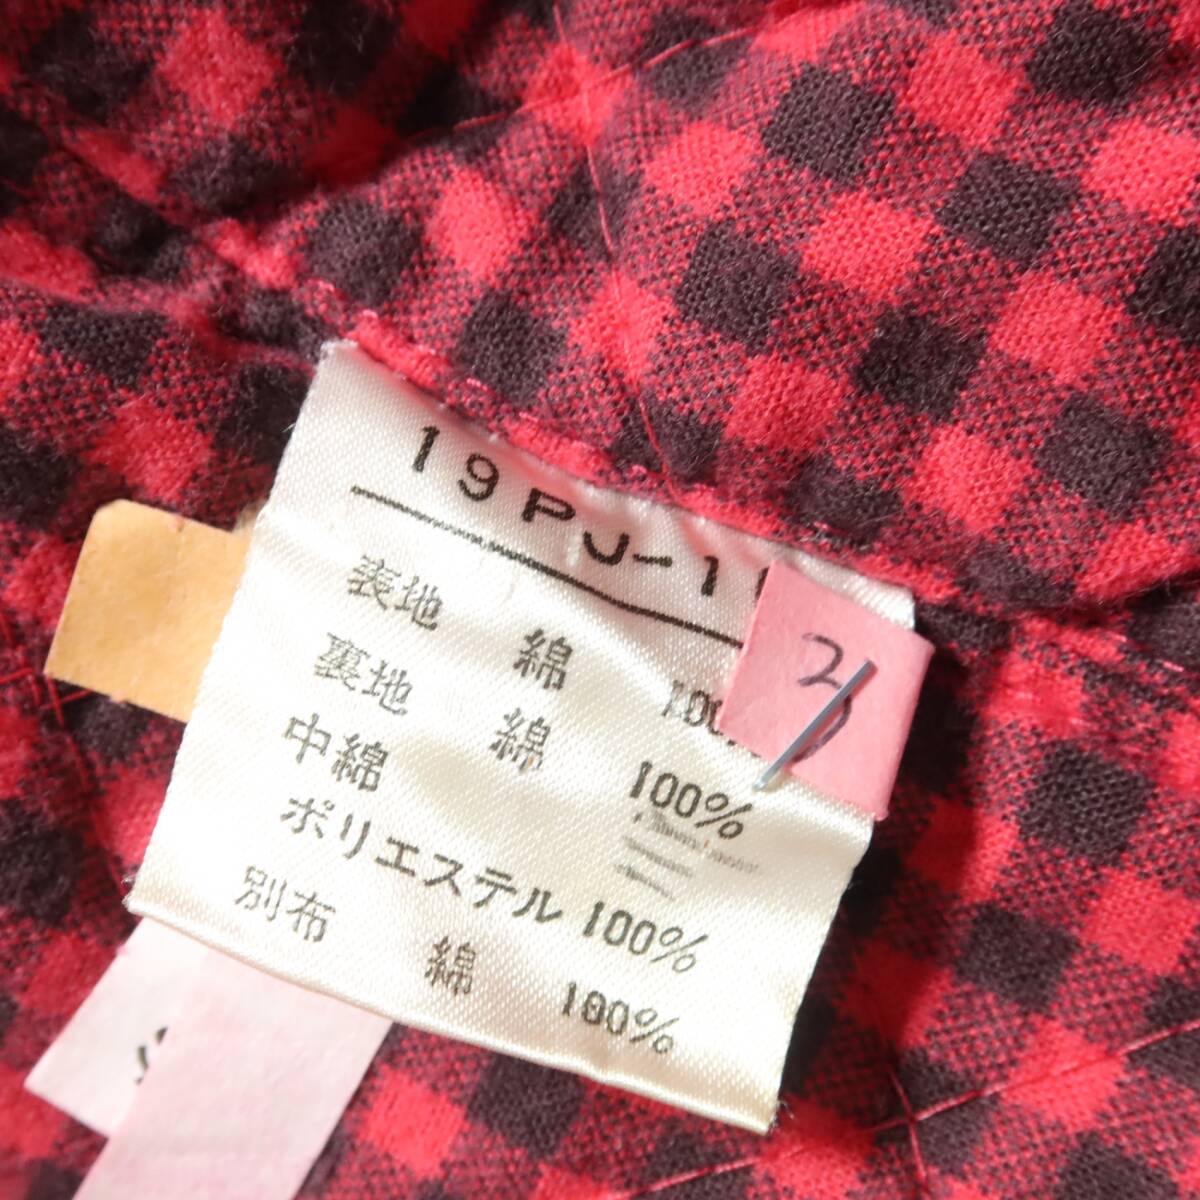 19PJ-1
表地 綿 100
裏地 綿 100%
中綿
ポリエステル 100%
別布 綿 100%
2
S